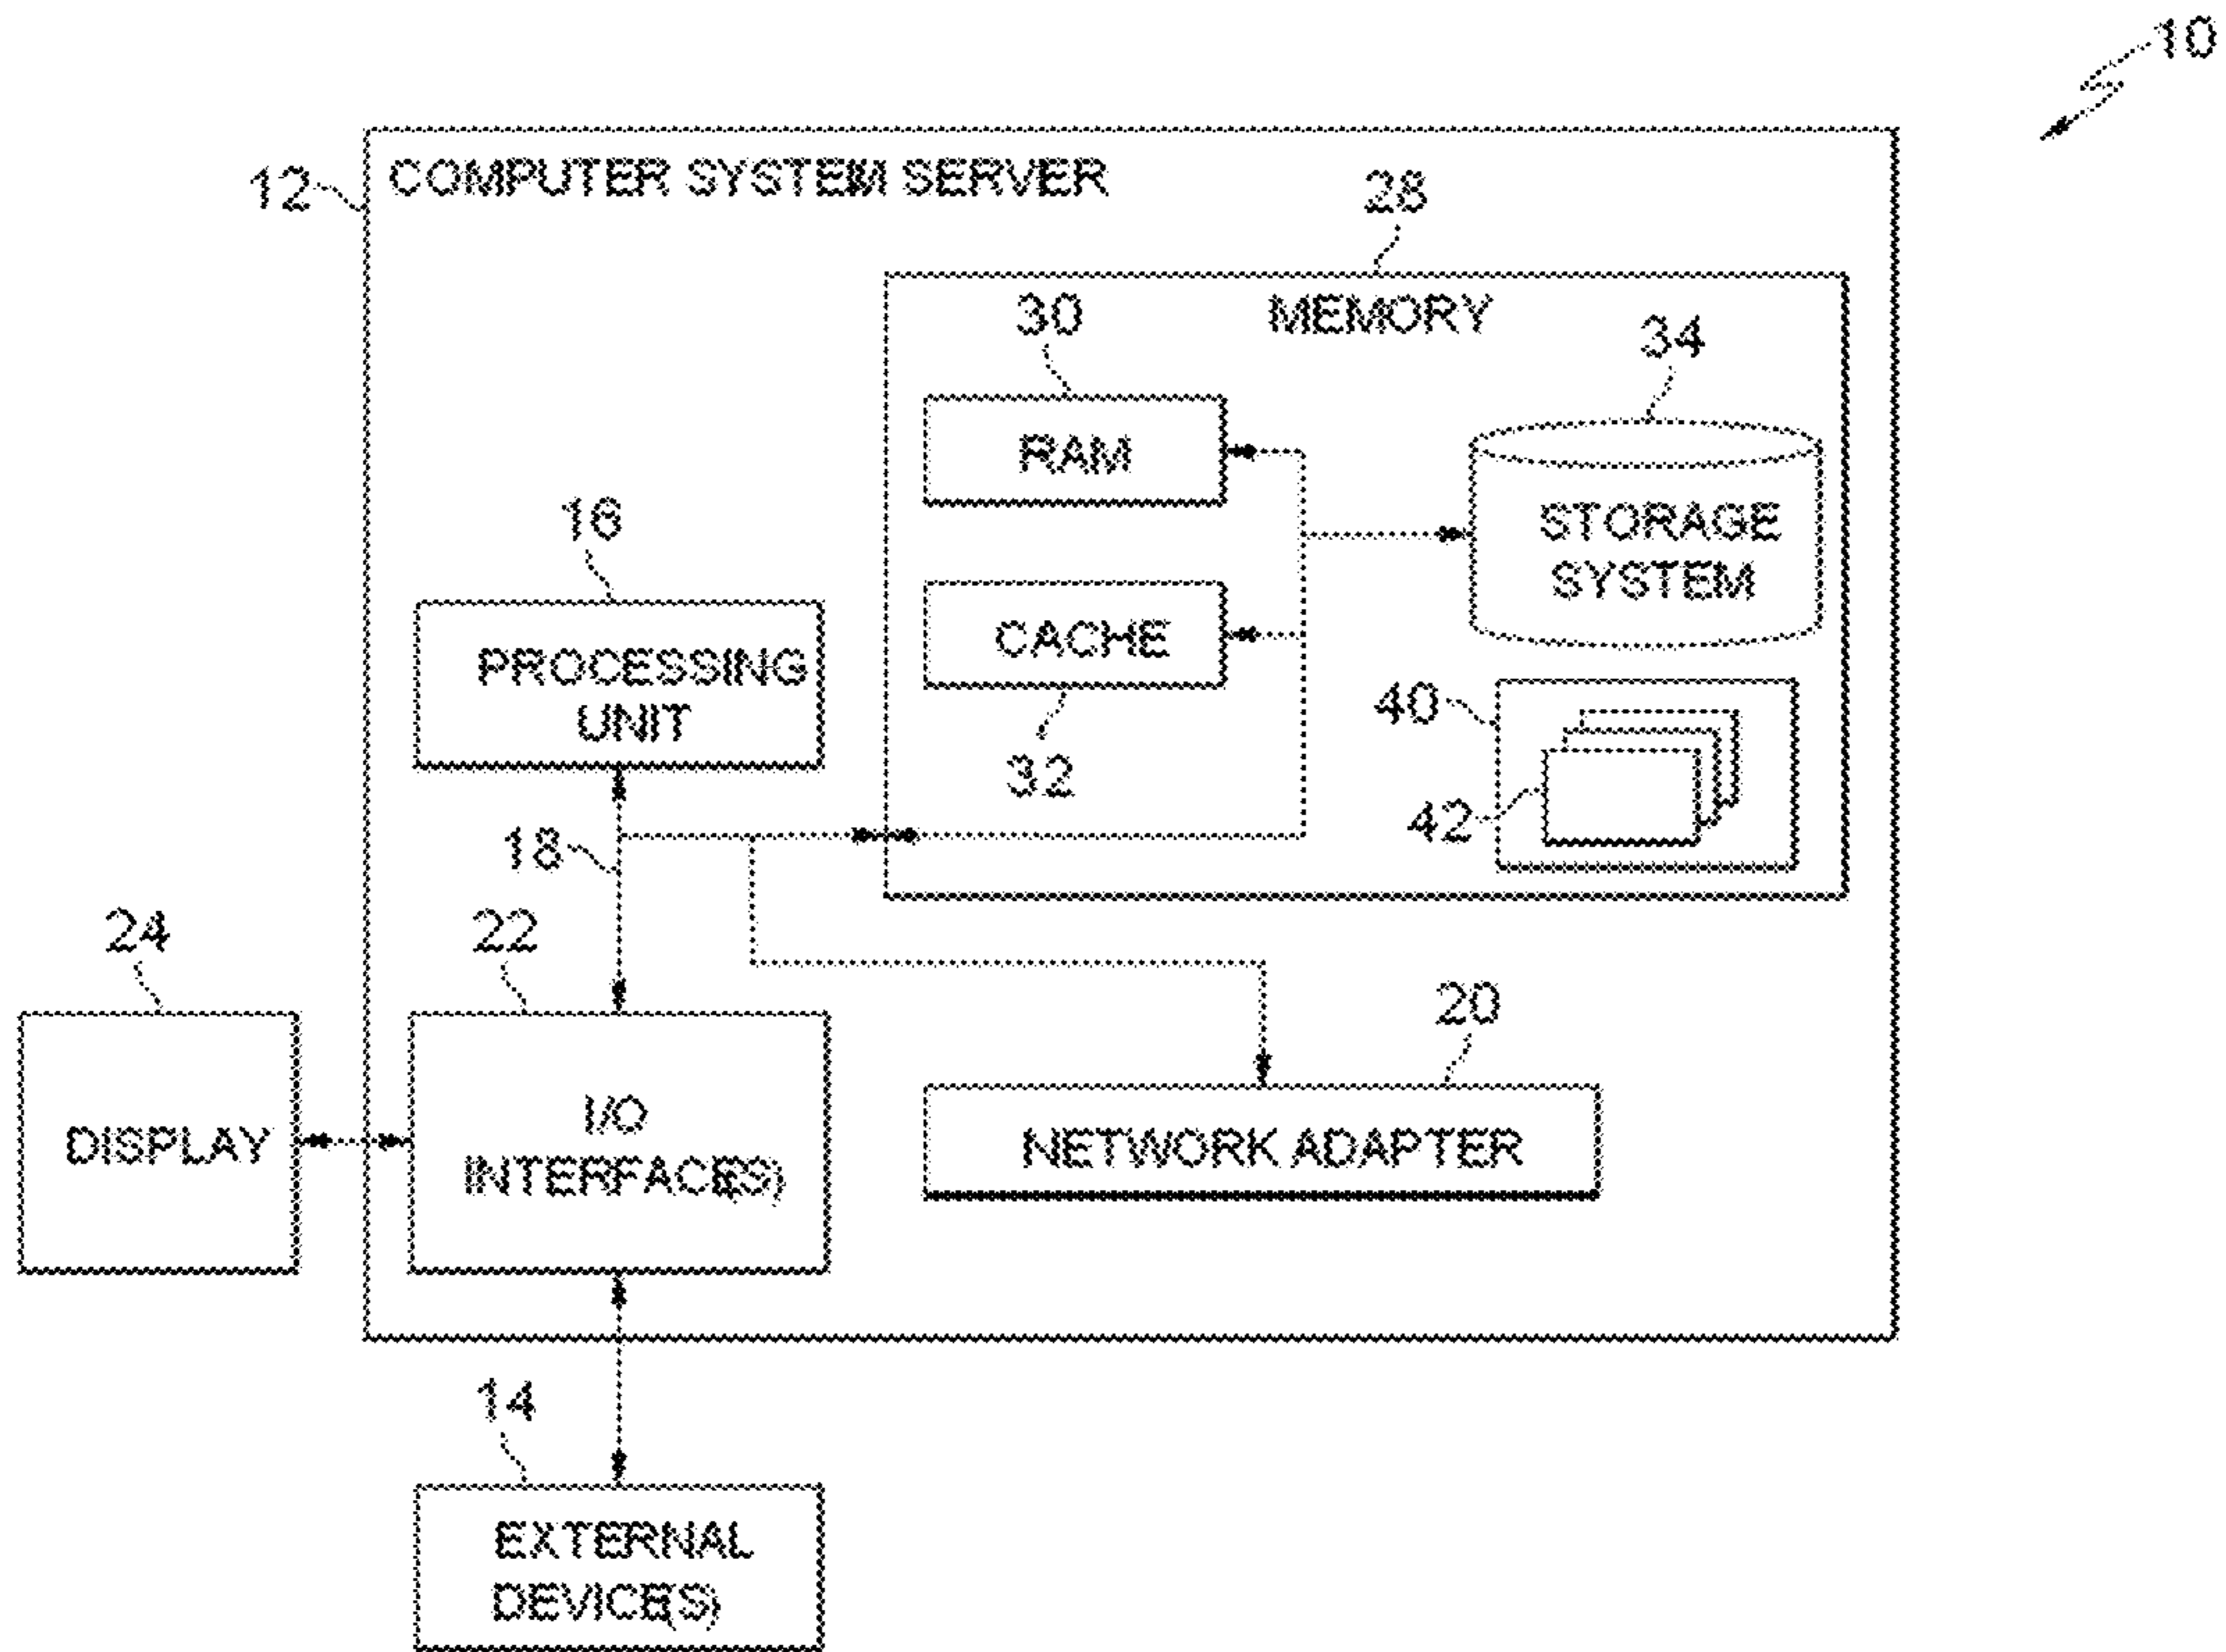 10
12
COMPUTER SYSTEM SERVER
28
MEMORY
30
34
RAM
STORAGE
SYSTEM
16
PROCESSING
UNIT
CACHE
32
40
42
18
24
22
20
DISPLAY
I/O
INTERFACE(S)
NETWORK ADAPTER
14
EXTERNAL
DEVICE(S)